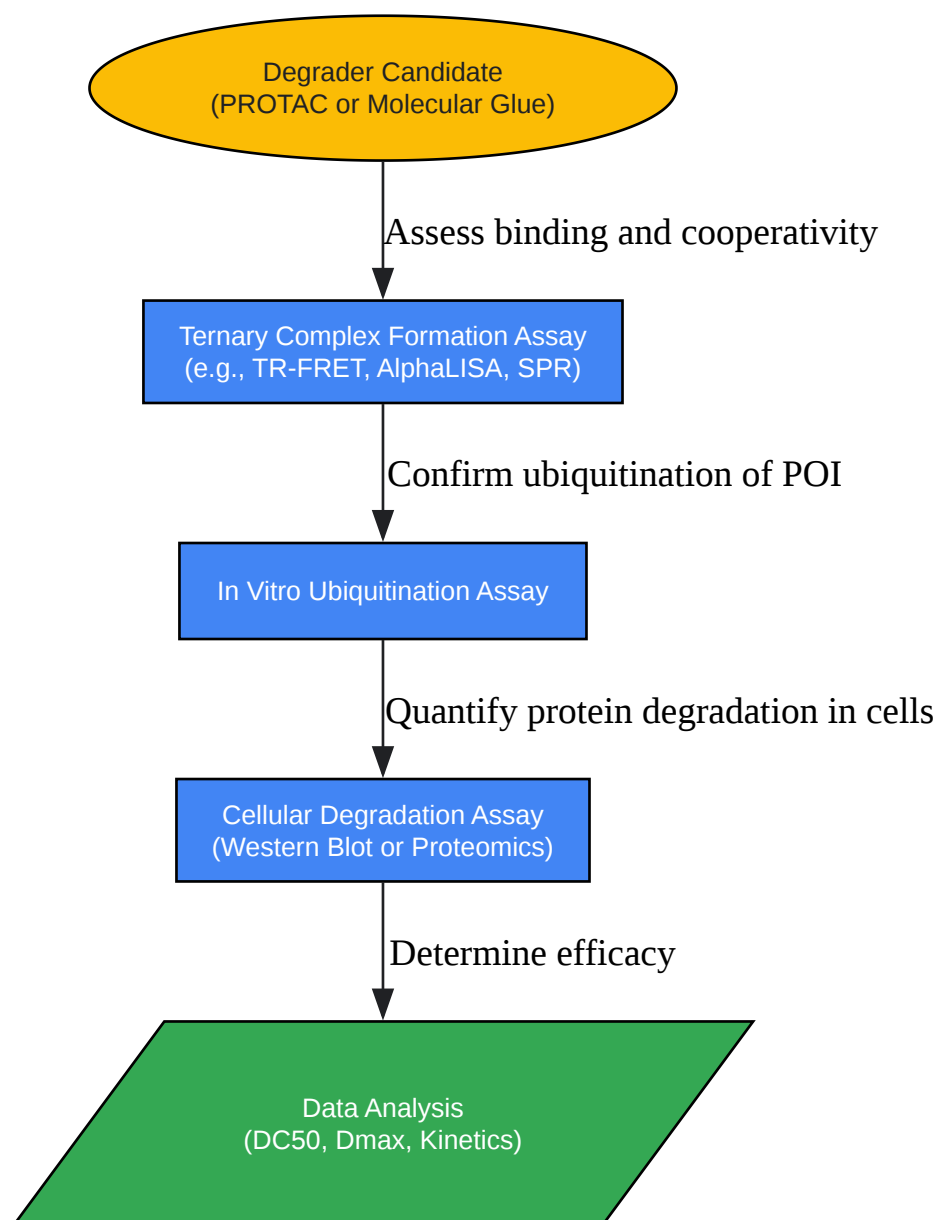 Degrader Candidate
(PROTAC or Molecular Glue)
Assess binding and cooperativity
Ternary Complex Formation Assay
(e.g., TR-FRET, AlphaLISA, SPR)
Confirm ubiquitination of POI
In Vitro Ubiquitination Assay
Quantify protein degradation in cells
Cellular Degradation Assay
(Western Blot or Proteomics)
Determine efficacy
Data Analysis
(DC50, Dmax, Kinetics)